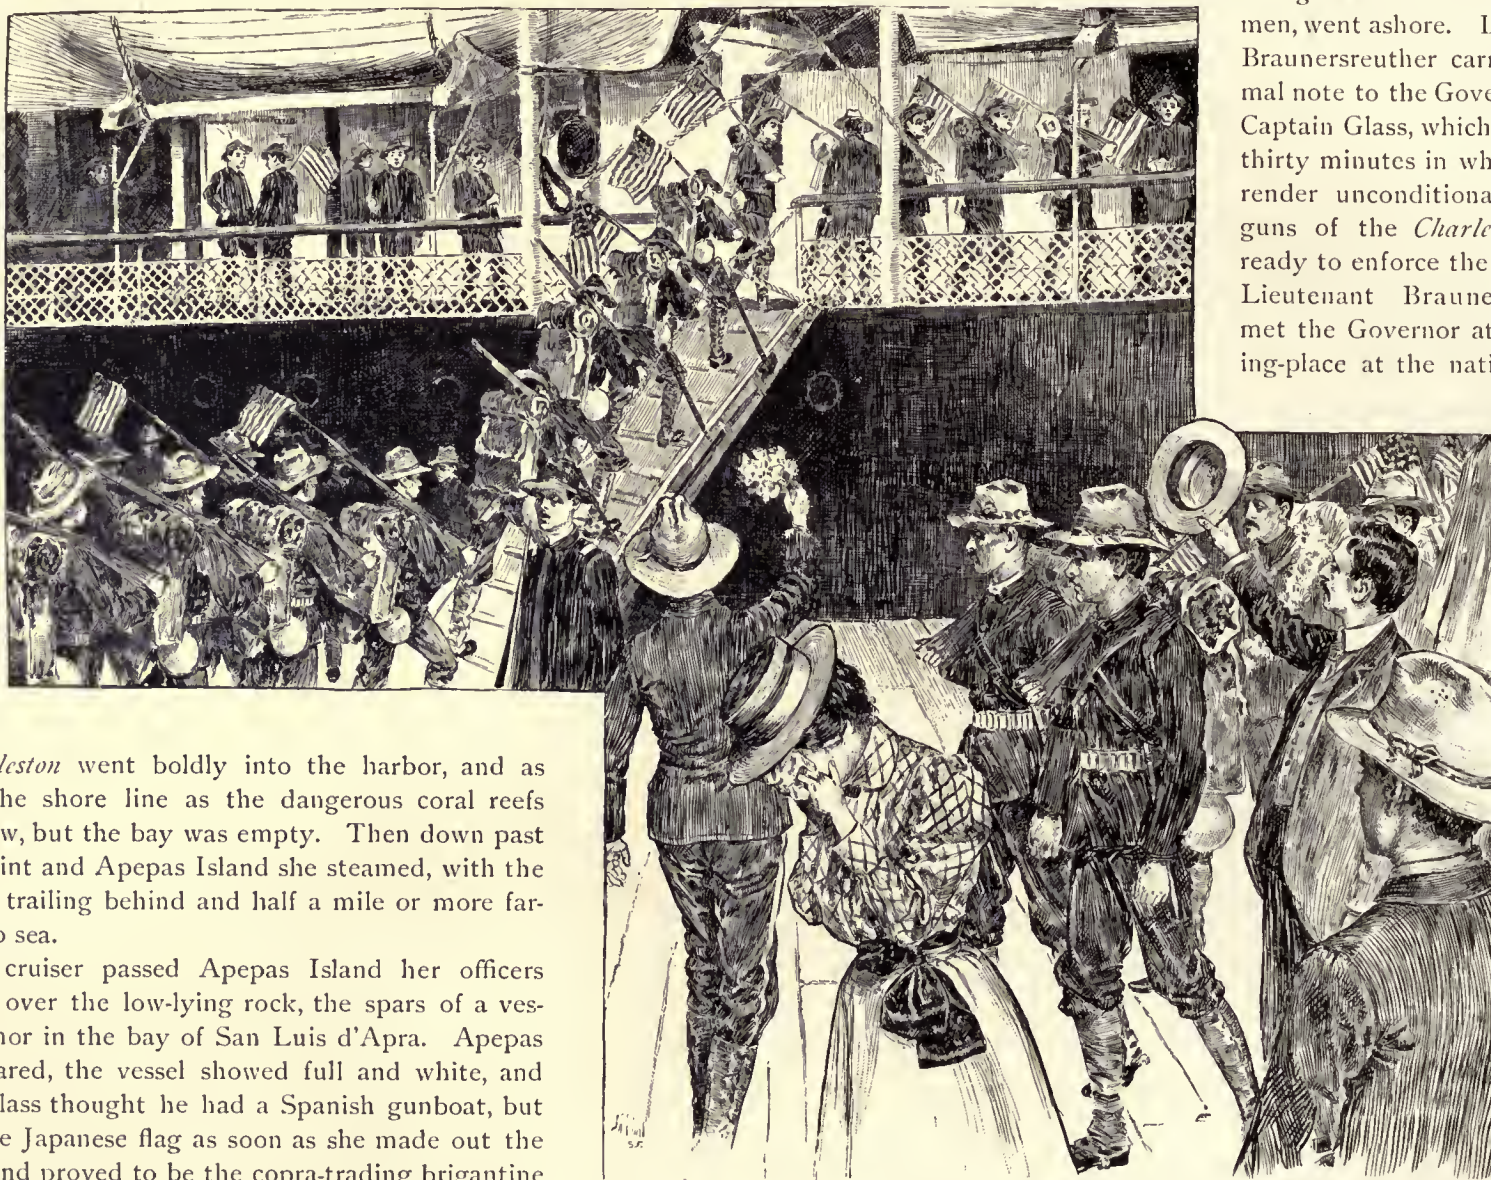 leston went boldly into the harbor, and as
he shore line as the dangerous coral reefs
w, but the bay was empty. Then down past
int and Apepas Island she steamed, with the
trailing behind and half a mile or more far-
o sea.
cruiser passed Apepas Island her officers
over the low-lying rock, the spars of a ves-
nor in the bay of San Luis d'Apra. Apepas
ared, the vessel showed full and white, and
lass thought he had a Spanish gunboat, but
e Japanese flag as soon as she made out the
nd proved to be the copra-trading brigantine
men, went ashore. L
Braunersreuther carr
mal note to the Gove
Captain Glass, which
thirty minutes in wh
render unconditiona
guns of the Charle
ready to enforce the
Lieutenant Braune
met the Governor at
ing-place at the nati